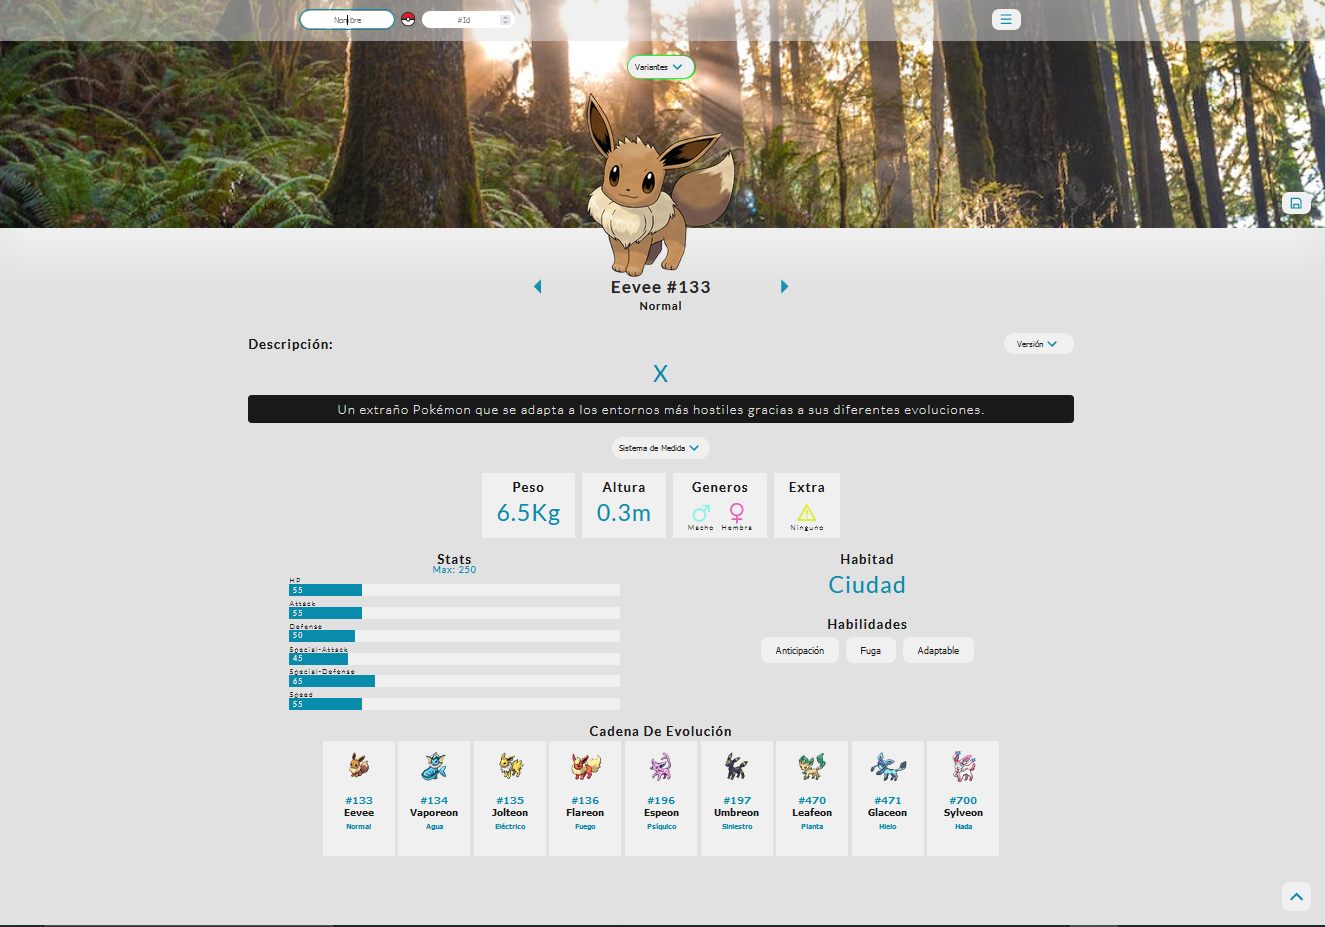 Nombre
#Id
Variantes
Eevee #133
Normal
Descripción:
Versión
X
Un extraño Pokémon que se adapta a los entornos más hostiles gracias a sus diferentes evoluciones.
Sistema de Medida
Peso
6.5Kg
Altura
0.3m
Generos
Macho Hembra
Extra
Ninguno
Stats
Max: 250
HP
55
Attack
55
Defense
50
Special-Attack
45
Special-Defense
65
Speed
55
Habitad
Ciudad
Habilidades
Anticipación
Fuga
Adaptable
Cadena De Evolución
#133
Eevee
Normal
#134
Vaporeon
Agua
#135
Jolteon
Eléctrico
#136
Flareon
Fuego
#196
Espeon
Psíquico
#197
Umbreon
Siniestro
#470
Leafeon
Planta
#471
Glaceon
Hielo
#700
Sylveon
Hada